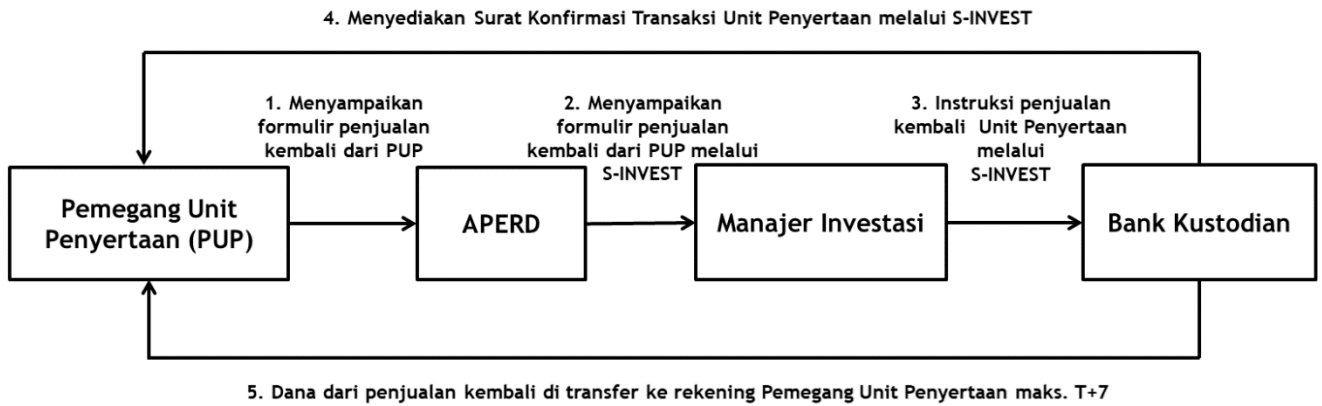 4. Menyediakan Surat Konfirmasi Transaksi Unit Penyertaan melalui S-INVEST
1. Menyampaikan
formulir penjualan
kembali dari PUP
2. Menyampaikan
formulir penjualan
kembali dari PUP melalui
S-INVEST
3. Instruksi penjualan
kembali Unit Penyertaan
melalui
S-INVEST
Pemegang Unit
Penyertaan (PUP)
APERD
Manajer Investasi
Bank Kustodian
5. Dana dari penjualan kembali di transfer ke rekening Pemegang Unit Penyertaan maks. T+7